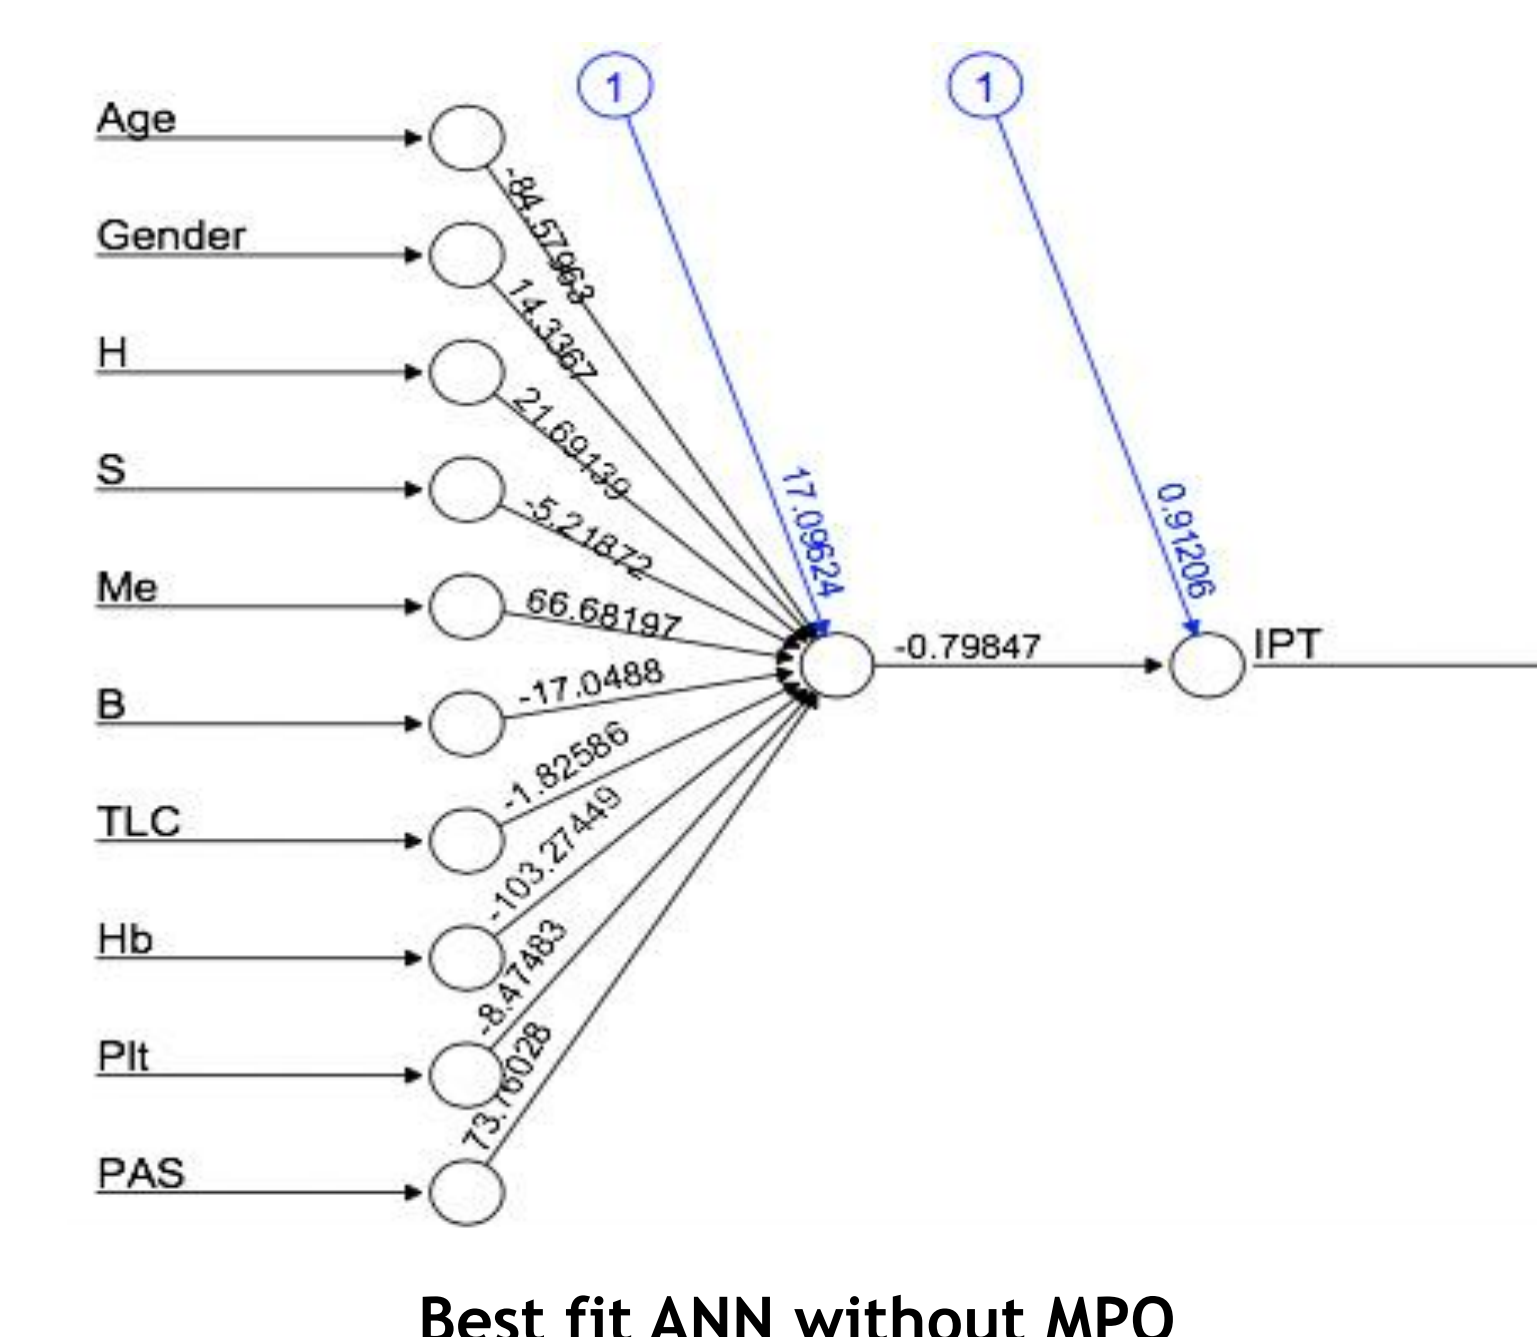 1
1
Age
-84.57963
Gender
14.3367
H
21.69139
S
-5.21872
17.09624
0.91206
Me
66.68197
-0.79847
IPT
B
-17.0488
TLC
-1.82586
-103.27449
Hb
-8.47483
Plt
73.76028
PAS
Best fit ANN without MPO